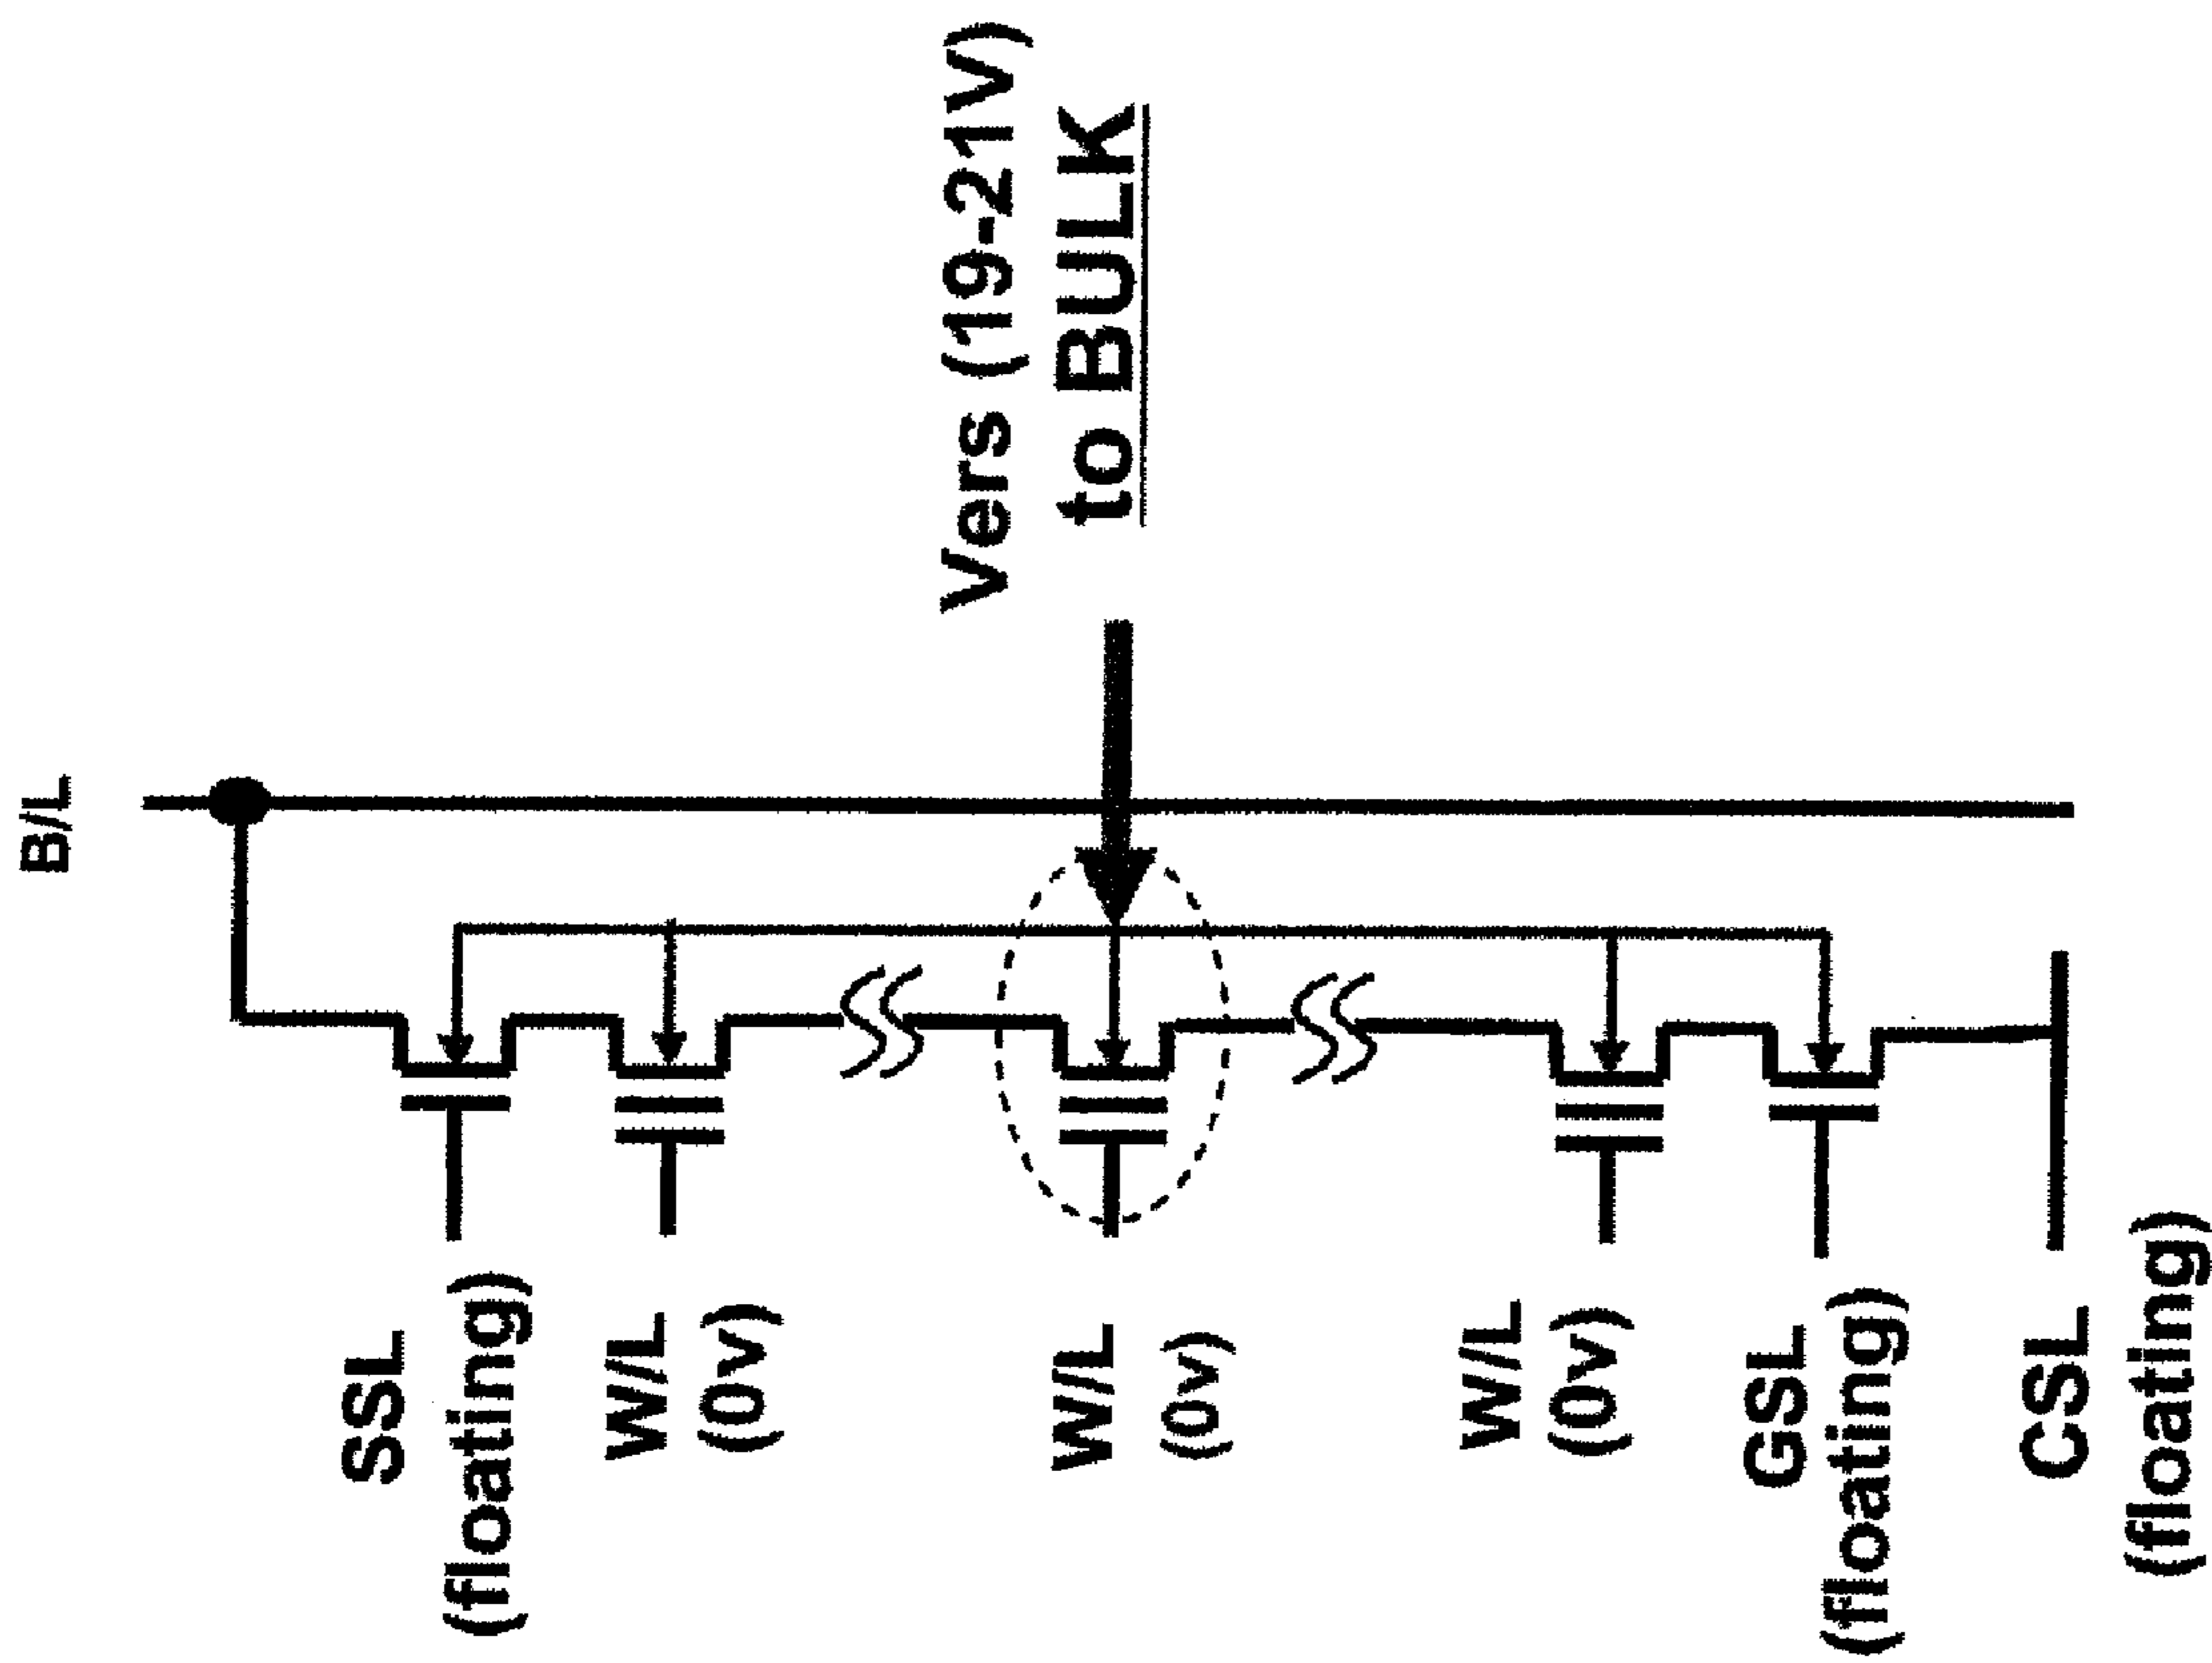 B/L
SSL
(floating)
W/L
(0v)
W/L
(0v)
W/L
(0v)
GSL
(floating)
CSL
(floating)
Vers (19-21V)
to BULK